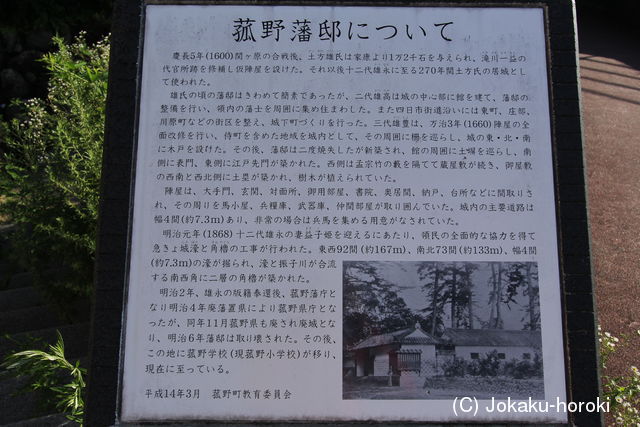 菰野藩邸について
慶長5年(1600)関ヶ原の合戦後、土方雄氏は家康より1万2千石を与えられ、滝川一益の
代官所跡を修補し仮陣屋を設けた。それ以後十二代雄永に至る270年間土方氏の居城とし
て使われた。
雄氏の頃の藩邸はきわめて簡素であったが、二代雄高は城の中心部に館を建て、藩邸の
整備を行い、領内の藩士を周囲に集め住まわした。また四日市街道沿いには東町、庄部、
川原町などの街区を整え、城下町づくりを行った。三代雄豊は、万治3年(1660)陣屋の全
面改修を行い、侍町を含めた地域を城内として、その周囲に柵を巡らし、城の東・北・南
に木戸を設けた。その後、藩邸は二度焼失したが新築され、館の周囲に土塀を巡らし、南
側に表門、東側に江戸先門が築かれた。西側は孟宗竹の藪を隔てて蔵屋敷が続き、御屋敷
の西南と西北側に土塁が築かれ、樹木が植えられていた。
陣屋は、大手門、玄関、対面所、御用部屋、書院、奥居間、納戸、台所などに間取りさ
れ、その周りを馬小屋、兵糧庫、武器庫、仲間部屋が取り囲んでいた。城内の主要道路は
幅4間(約7.3m)あり、非常の場合は兵馬を集める用意がなされていた。
明治元年(1868)十二代雄永の妻益子姫を迎えるにあたり、領民の全面的な協力を得て
急きょ城濠と角櫓の工事が行われた。東西92間(約167m)、南北73間(約133m)、幅4間
(約7.3m)の濠が掘られ、濠と振子川が合流
する南西角に二層の角櫓が築かれた。
明治2年、雄永の版籍奉還後、菰野藩庁と
なり明治4年廃藩置県により菰野県庁とな
ったが、同年11月菰野県も廃され廃城とな
り、明治6年藩邸は取り壊された。その後、
この地に菰野学校(現菰野小学校)が移り、
現在に至っている。
平成14年3月 菰野町教育委員会
(C) Jokaku-horoki